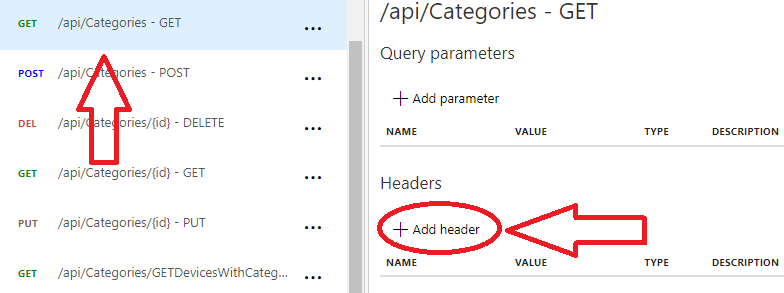 GET /api/Categories - GET ...
POST /api/Categories - POST ...
DEL /api/Categories/{id} - DELETE ...
GET /api/Categories/{id} - GET ...
PUT /api/Categories/{id} - PUT ...
GET /api/Categories/GETDevicesWithCateg... ...
/api/Categories - GET
Query parameters
+ Add parameter
NAME VALUE TYPE DESCRIPTION
Headers
+ Add header
NAME VALUE TYPE DESCRIPTION